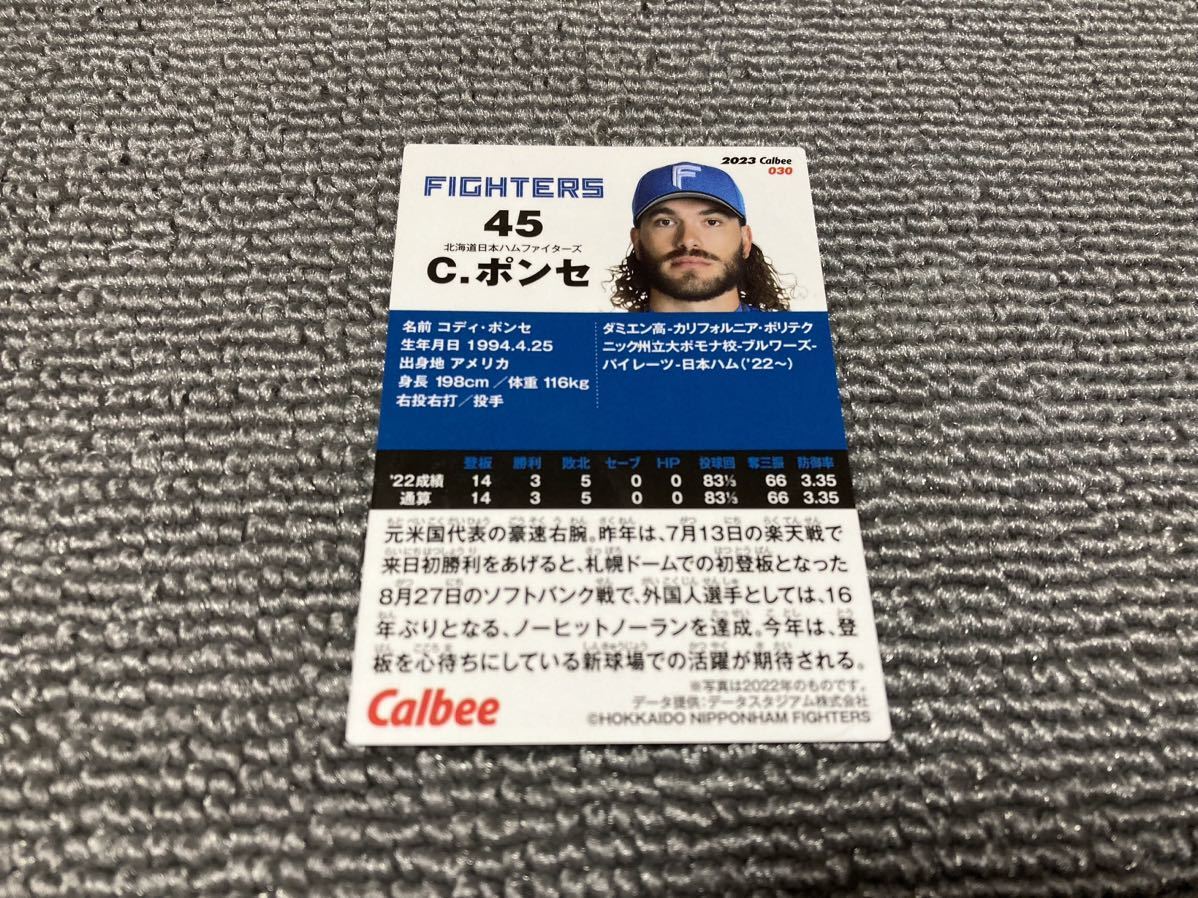 2023 Calbee
030
FIGHTERS
45
北海道日本ハムファイターズ
C.ポンセ
名前 コディ・ポンセ
生年月日 1994.4.25
出身地 アメリカ
身長 198cm／体重 116kg
右投右打／投手
ダミエン高-カリフォルニア・ポリテク
ニック州立大ポモナ校-ブルワーズ-
パイレーツ-日本ハム('22～)
登板 勝利 敗北 セーブ HP 投球回 奪三振 防御率
'22成績 14 3 5 0 0 83⅓ 66 3.35
通算 14 3 5 0 0 83⅓ 66 3.35
元米国代表の豪速右腕。昨年は、7月13日の楽天戦で
来日初勝利をあげると、札幌ドームでの初登板となった
8月27日のソフトバンク戦で、外国人選手としては、16
年ぶりとなる、ノーヒットノーランを達成。今年は、登
板を心待ちにしている新球場での活躍が期待される。
※写真は2022年のものです。
データ提供:データスタジアム株式会社
©HOKKAIDO NIPPONHAM FIGHTERS
Calbee